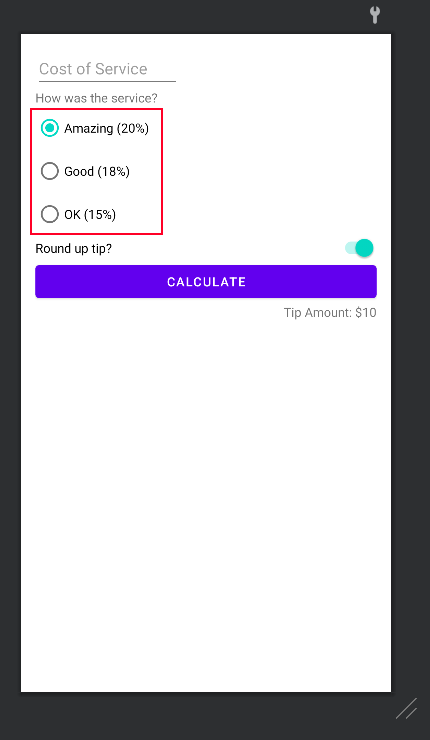 Cost of Service
How was the service?
Amazing (20%)
Good (18%)
OK (15%)
Round up tip?
CALCULATE
Tip Amount: $10